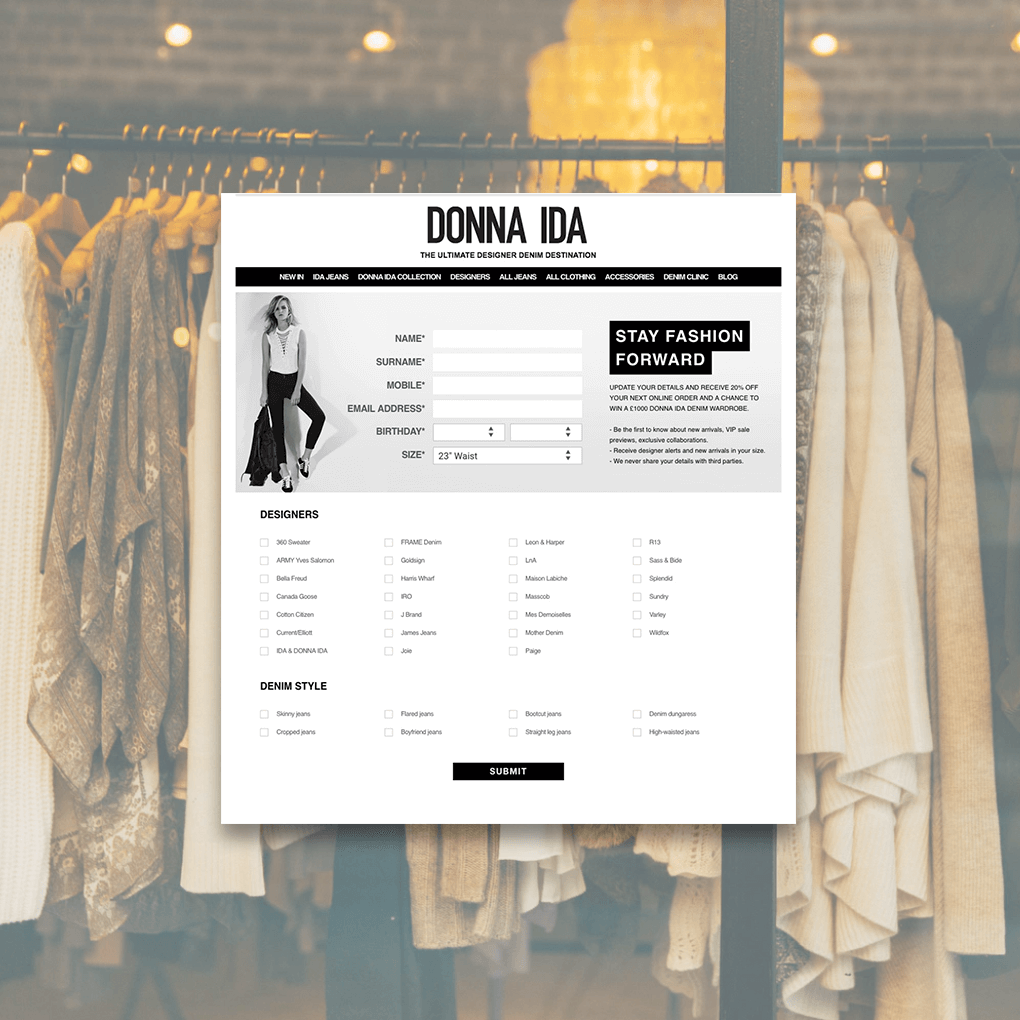 DONNA IDA
THE ULTIMATE DESIGNER DENIM DESTINATION
NEW IN IDA JEANS DONNA IDA COLLECTION DESIGNERS ALL JEANS ALL CLOTHING ACCESSORIES DENIM CLINIC BLOG
NAME*
SURNAME*
MOBILE*
EMAIL ADDRESS*
BIRTHDAY*
SIZE* 23" Waist
STAY FASHION
FORWARD
UPDATE YOUR DETAILS AND RECEIVE 20% OFF
YOUR NEXT ONLINE ORDER AND A CHANCE TO
WIN A £1000 DONNA IDA DENIM WARDROBE.
- Be the first to know about new arrivals, VIP sale
previews, exclusive collaborations.
- Receive designer alerts and new arrivals in your size.
- We never share your details with third parties.
DESIGNERS
360 Sweater FRAME Denim Leon & Harper R13
ARMY Yves Salomon Goldsign LnA Sass & Bide
Bella Freud Harris Wharf Maison Labiche Splendid
Canada Goose IRO Masscob Sundry
Cotton Citizen J Brand Mes Demoiselles Varley
Current/Elliott James Jeans Mother Denim Wildfox
IDA & DONNA IDA Joie Paige
DENIM STYLE
Skinny jeans Flared jeans Bootcut jeans Denim dungaress
Cropped jeans Boyfriend jeans Straight leg jeans High-waisted jeans
SUBMIT